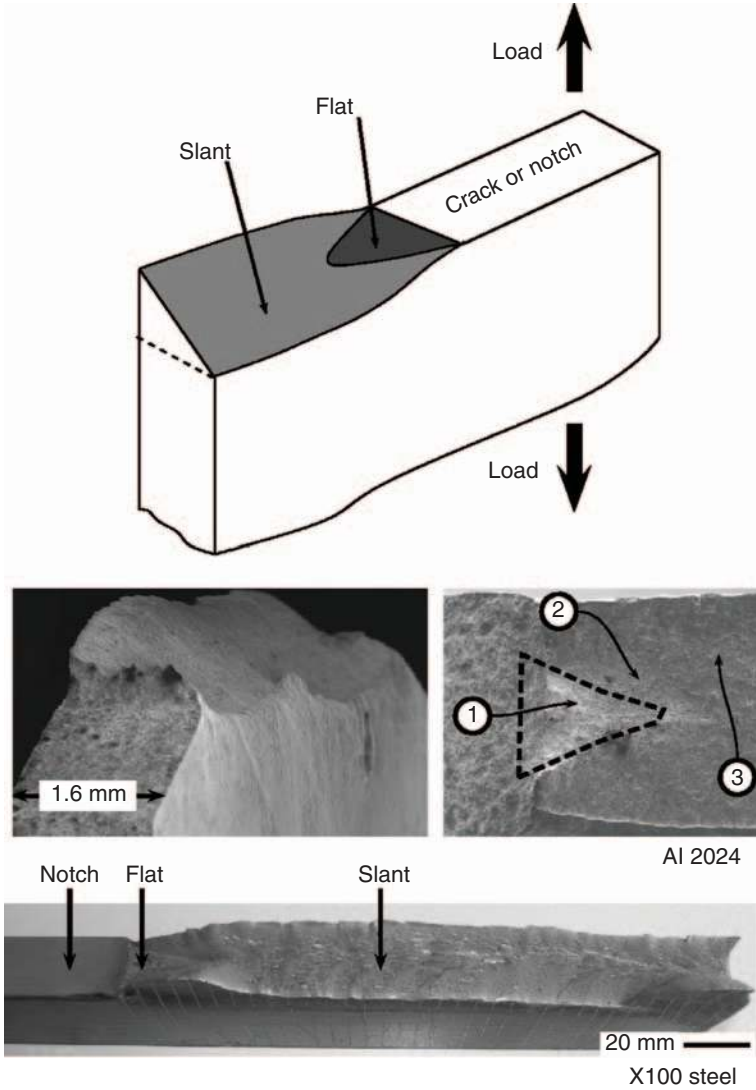 Load
Flat
Slant
Crack or notch
Load
2
1
1.6 mm
3
Al 2024
Notch Flat Slant
20 mm
X100 steel